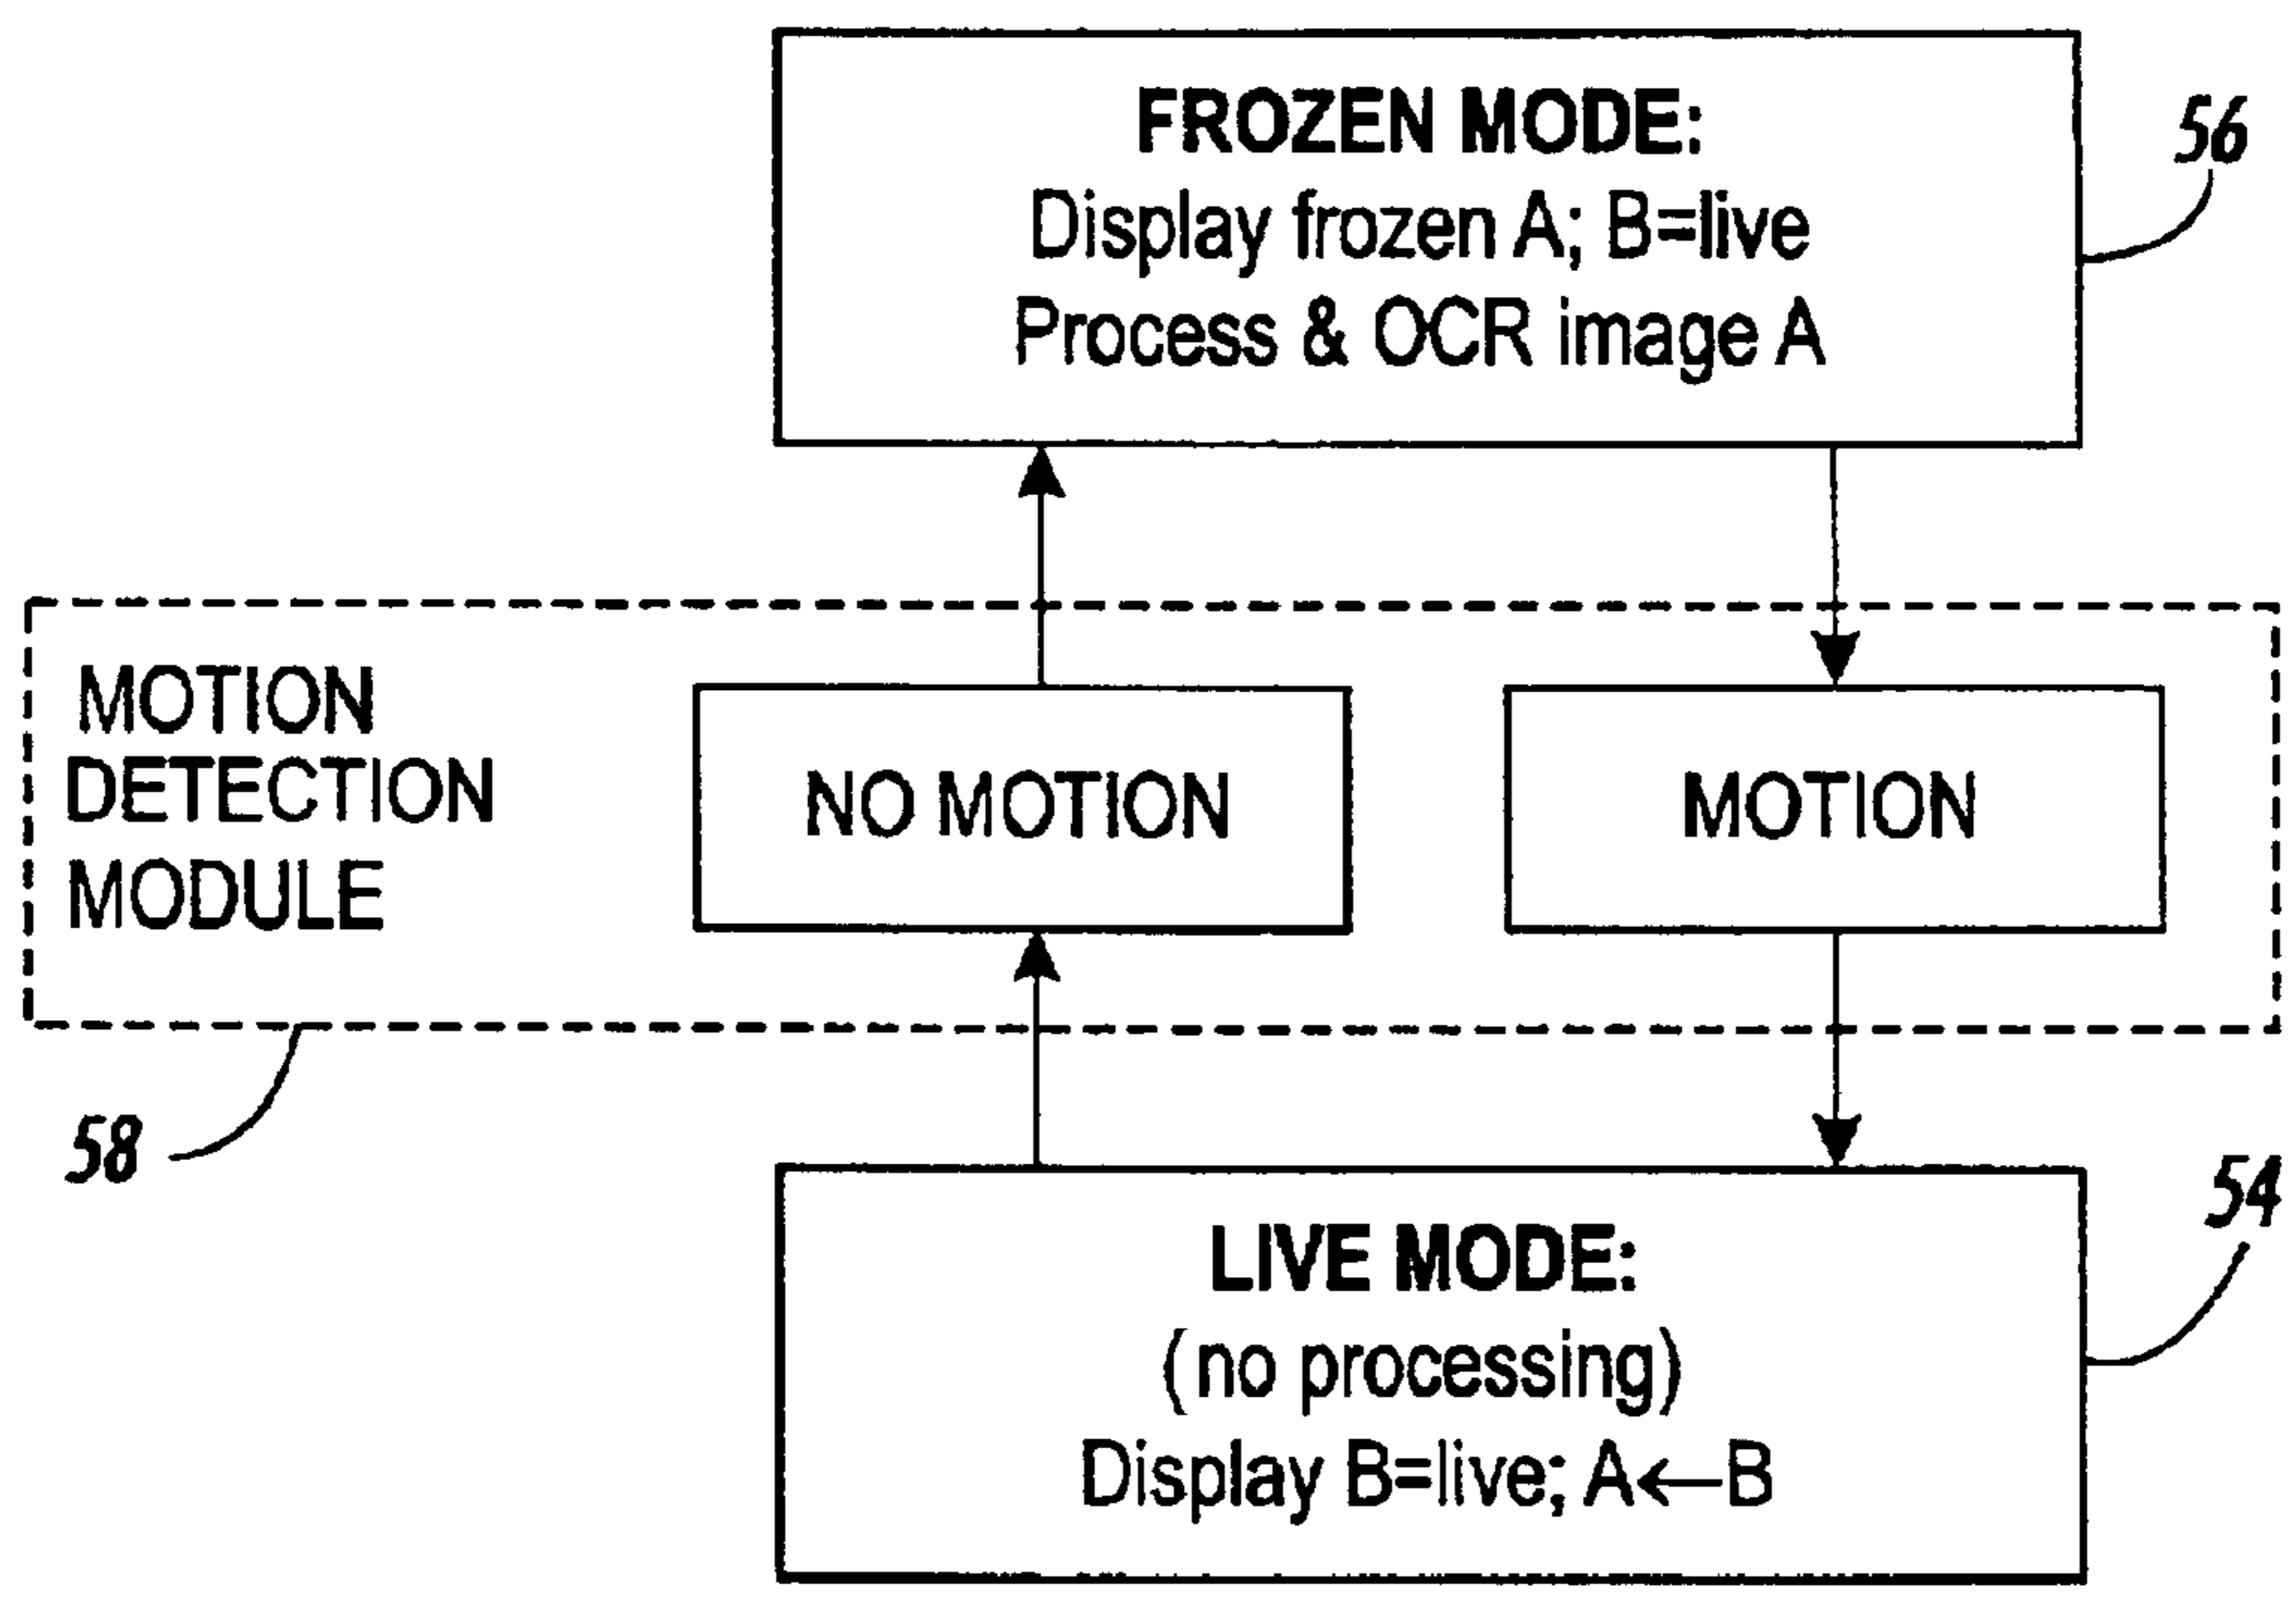 FROZEN MODE:
56
Display frozen A; B=live
Process & OCR image A
MOTION
DETECTION
MODULE
NO MOTION
MOTION
58
54
LIVE MODE:
(no processing)
Display B=live; A←B